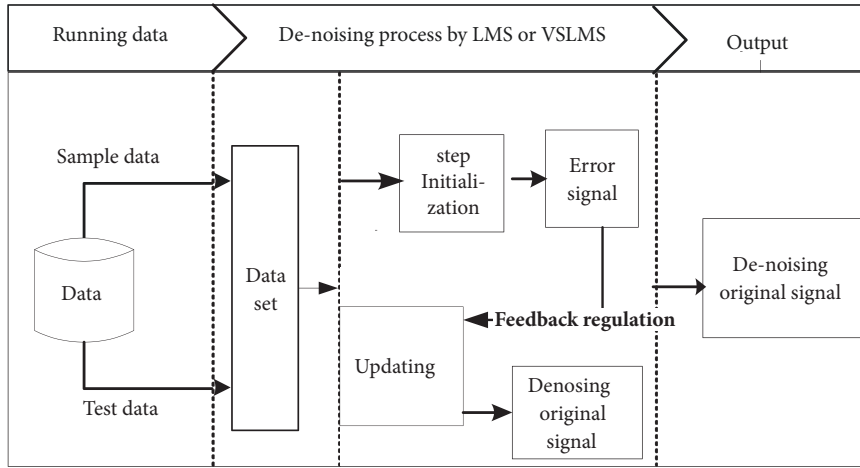 Running data
De-noising process by LMS or VSLMS
Output
Sample data
Data
Test data
Data
set
step
Initiali-
zation
Error
signal
Feedback regulation
Updating
Denosing
original
signal
De-noising
original signal